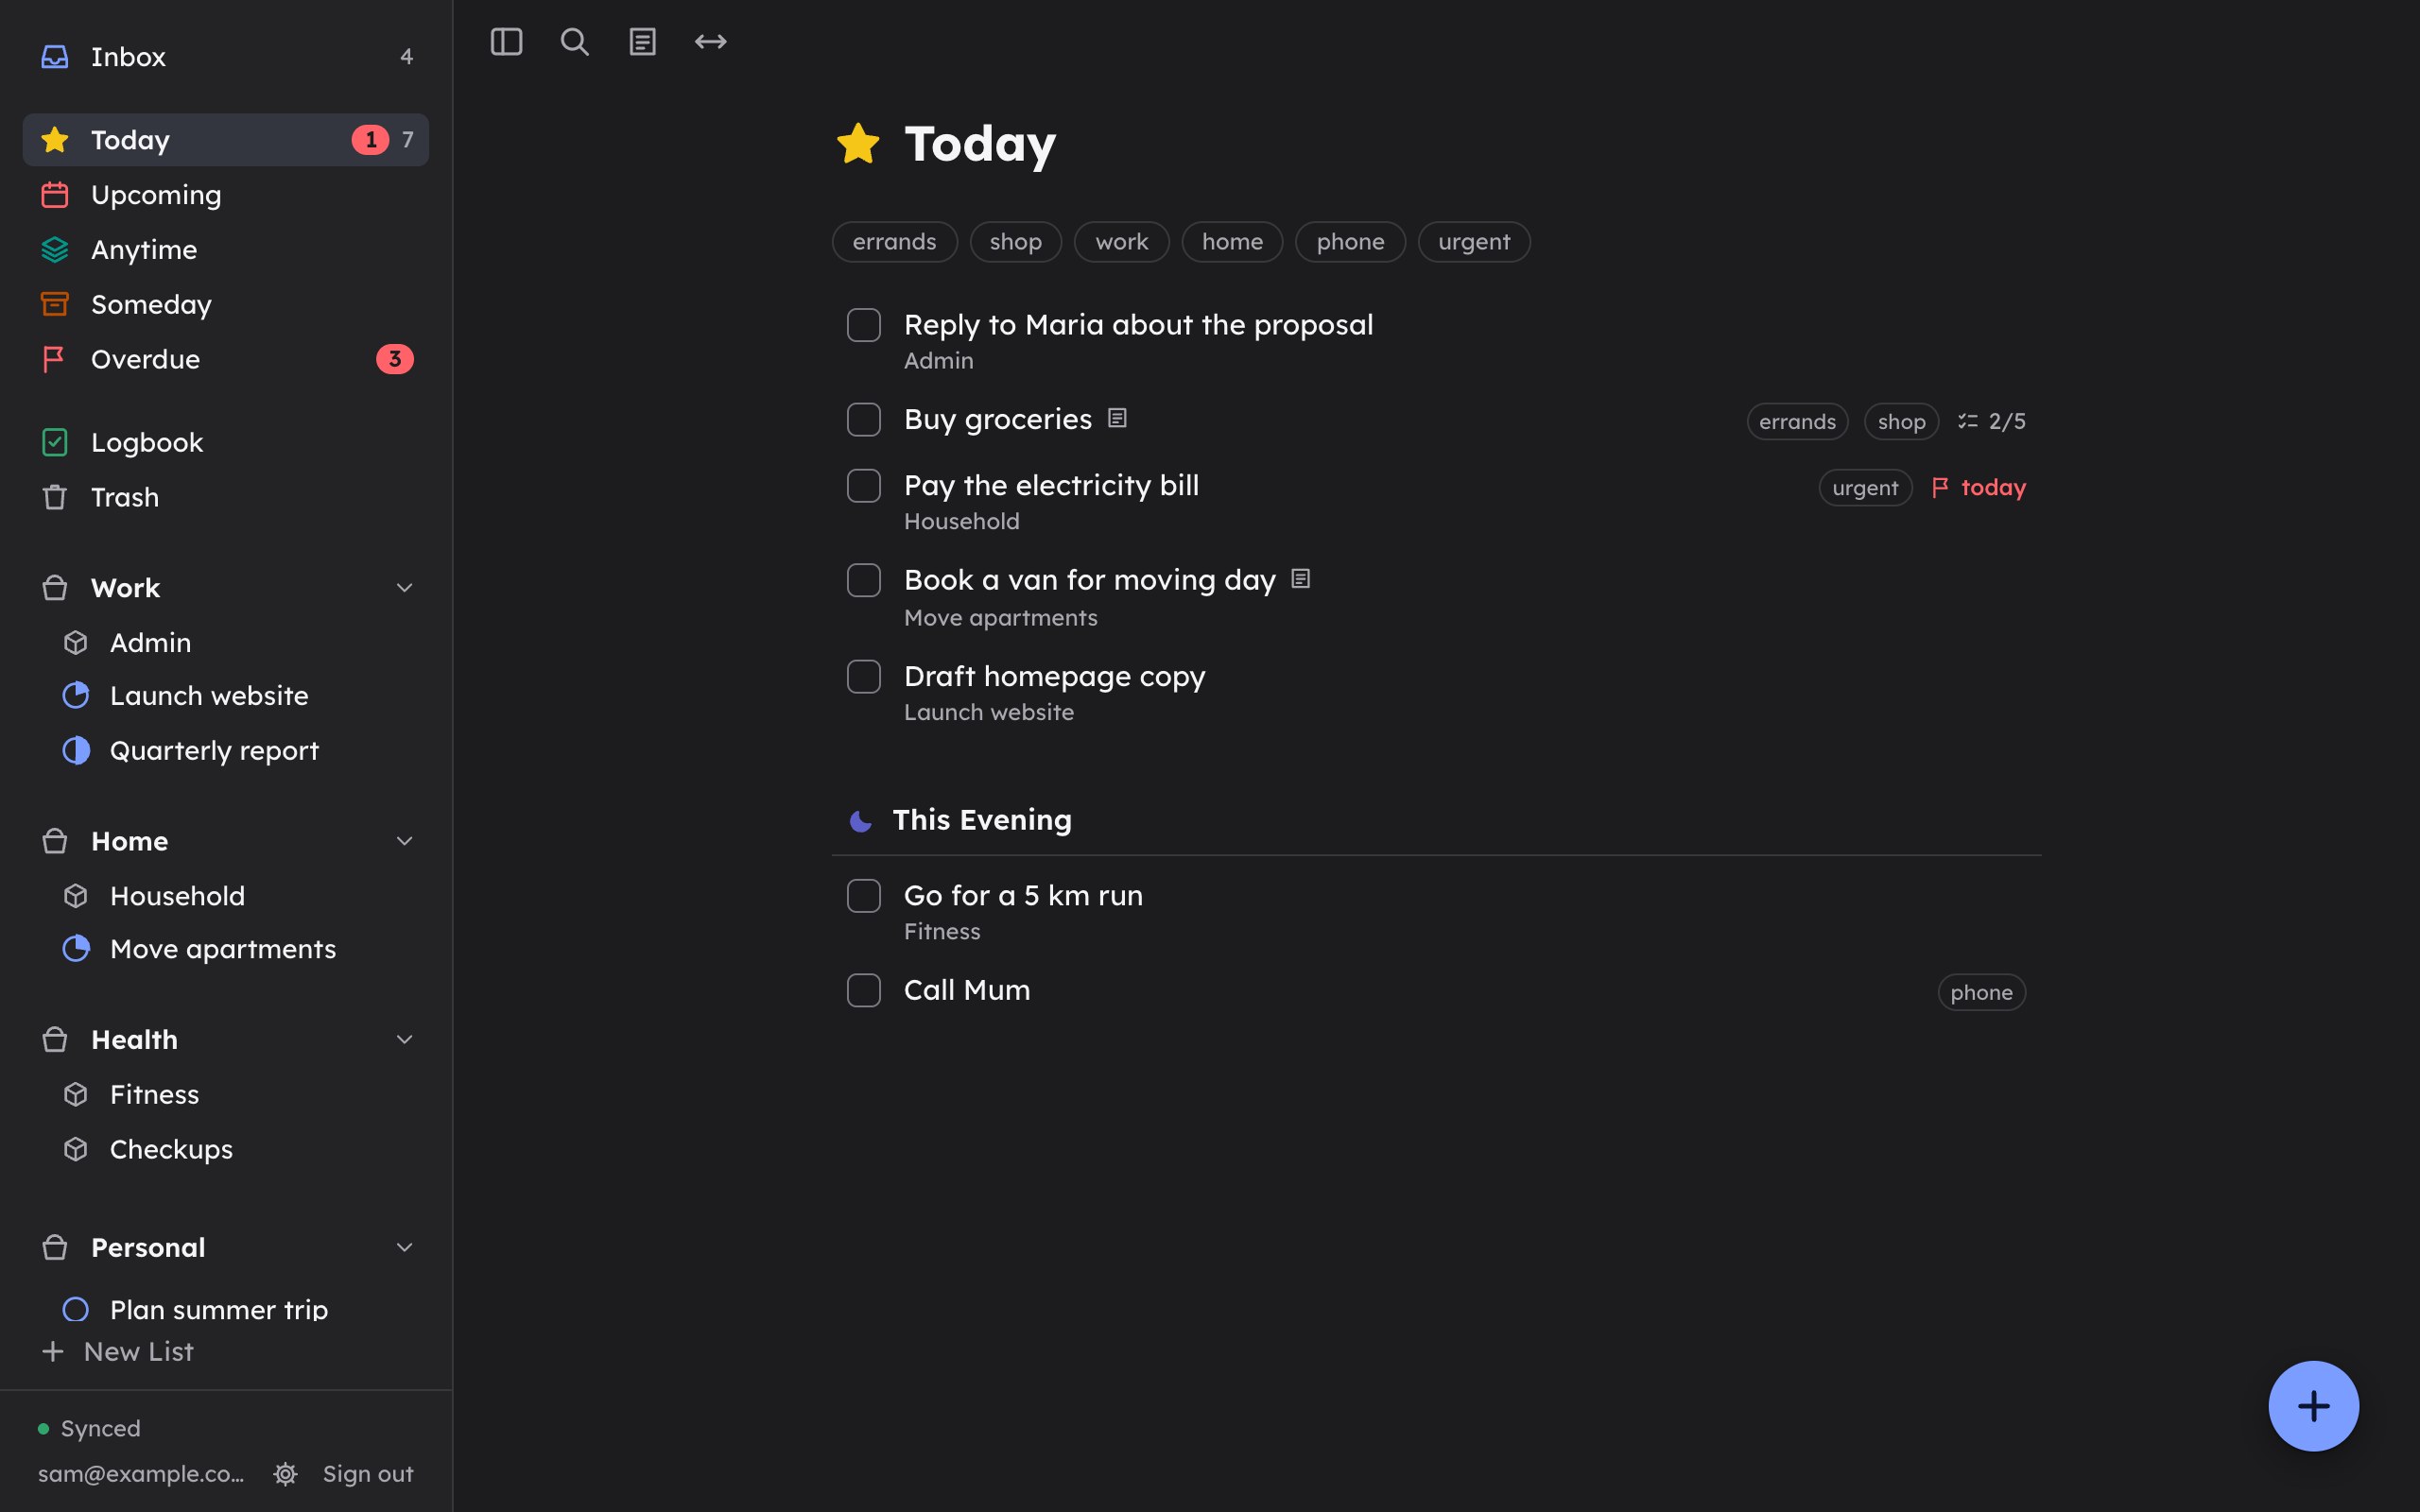 Inbox 4
Today 1 7
Upcoming
Anytime
Someday
Overdue 3
Logbook
Trash
Work
Admin
Launch website
Quarterly report
Home
Household
Move apartments
Health
Fitness
Checkups
Personal
Plan summer trip
New List
Synced
sam@example.co... Sign out
Today
errands shop work home phone urgent
Reply to Maria about the proposal
Admin
Buy groceries errands shop 2/5
Pay the electricity bill urgent today
Household
Book a van for moving day
Move apartments
Draft homepage copy
Launch website
This Evening
Go for a 5 km run
Fitness
Call Mum phone